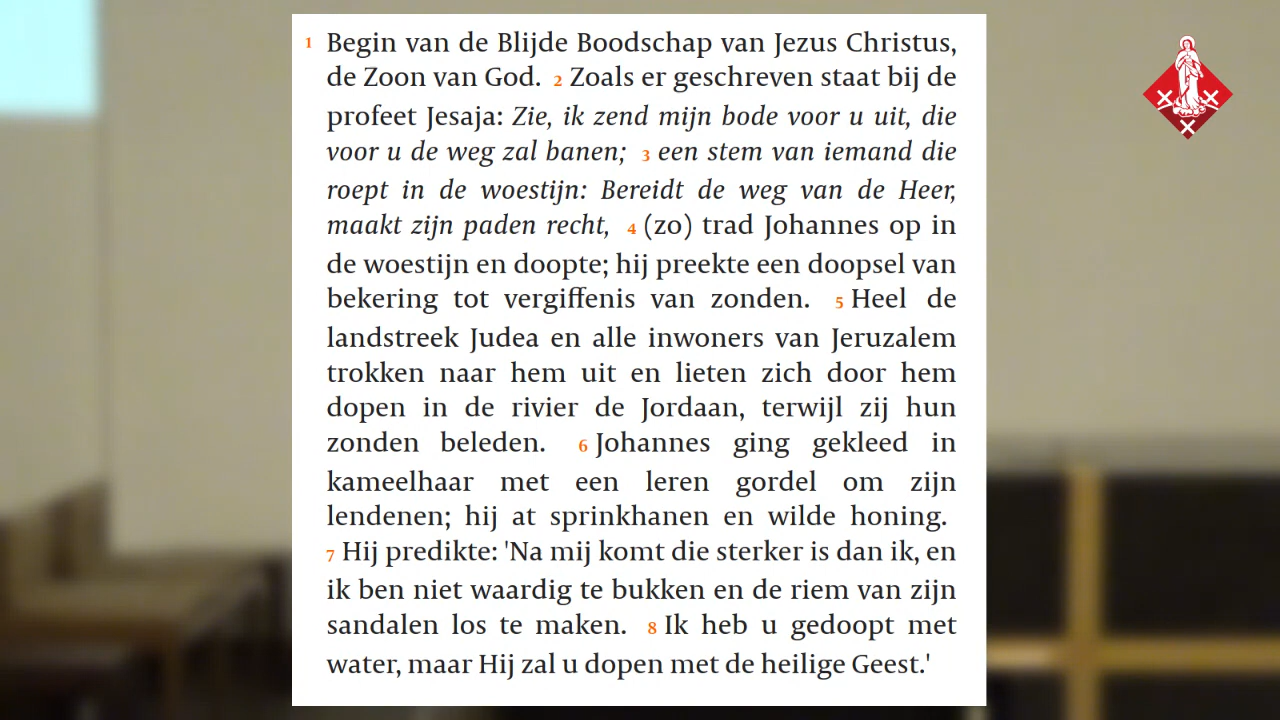 1 Begin van de Blijde Boodschap van Jezus Christus,
de Zoon van God. 2 Zoals er geschreven staat bij de
profeet Jesaja: Zie, ik zend mijn bode voor u uit, die
voor u de weg zal banen; 3 een stem van iemand die
roept in de woestijn: Bereidt de weg van de Heer,
maakt zijn paden recht, 4 (zo) trad Johannes op in
de woestijn en doopte; hij preekte een doopsel van
bekering tot vergiffenis van zonden. 5 Heel de
landstreek Judea en alle inwoners van Jeruzalem
trokken naar hem uit en lieten zich door hem
dopen in de rivier de Jordaan, terwijl zij hun
zonden beleden. 6 Johannes ging gekleed in
kameelhaar met een leren gordel om zijn
lendenen; hij at sprinkhanen en wilde honing.
7 Hij predikte: 'Na mij komt die sterker is dan ik, en
ik ben niet waardig te bukken en de riem van zijn
sandalen los te maken. 8 Ik heb u gedoopt met
water, maar Hij zal u dopen met de heilige Geest.'